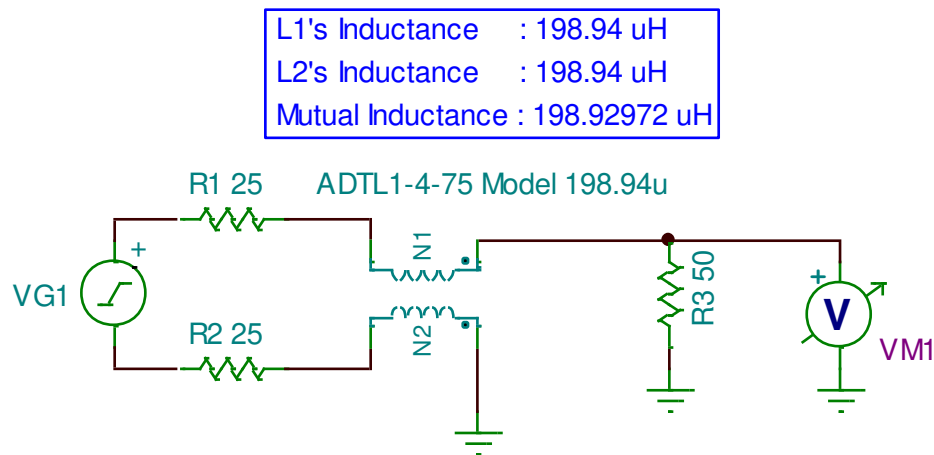 L1's Inductance : 198.94 uH
L2's Inductance : 198.94 uH
Mutual Inductance : 198.92972 uH
R1 25
ADTL1-4-75 Model 198.94u
N1
+
VG1
R3 50
+
V
R2 25
N2
VM1